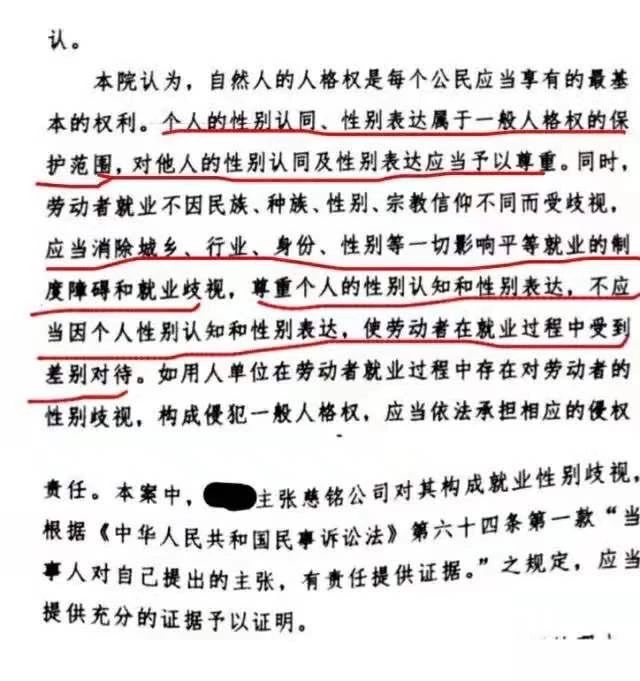 认。
本院认为，自然人的人格权是每个公民应当享有的最基
本的权利。个人的性别认同、性别表达属于一般人格权的保
护范围，对他人的性别认同及性别表达应当予以尊重。同时，
劳动者就业不因民族、种族、性别、宗教信仰不同而受歧视，
应当消除城乡、行业、身份、性别等一切影响平等就业的制
度障碍和就业歧视，尊重个人的性别认知和性别表达，不应
当因个人性别认知和性别表达，使劳动者在就业过程中受到
差别对待。如用人单位在劳动者就业过程中存在对劳动者的
性别歧视，构成侵犯一般人格权，应当依法承担相应的侵权
责任。本案中，主张慈铭公司对其构成就业性别歧视，
根据《中华人民共和国民事诉讼法》第六十四条第一款“当
事人对自己提出的主张，有责任提供证据。”之规定，应当
提供充分的证据予以证明。